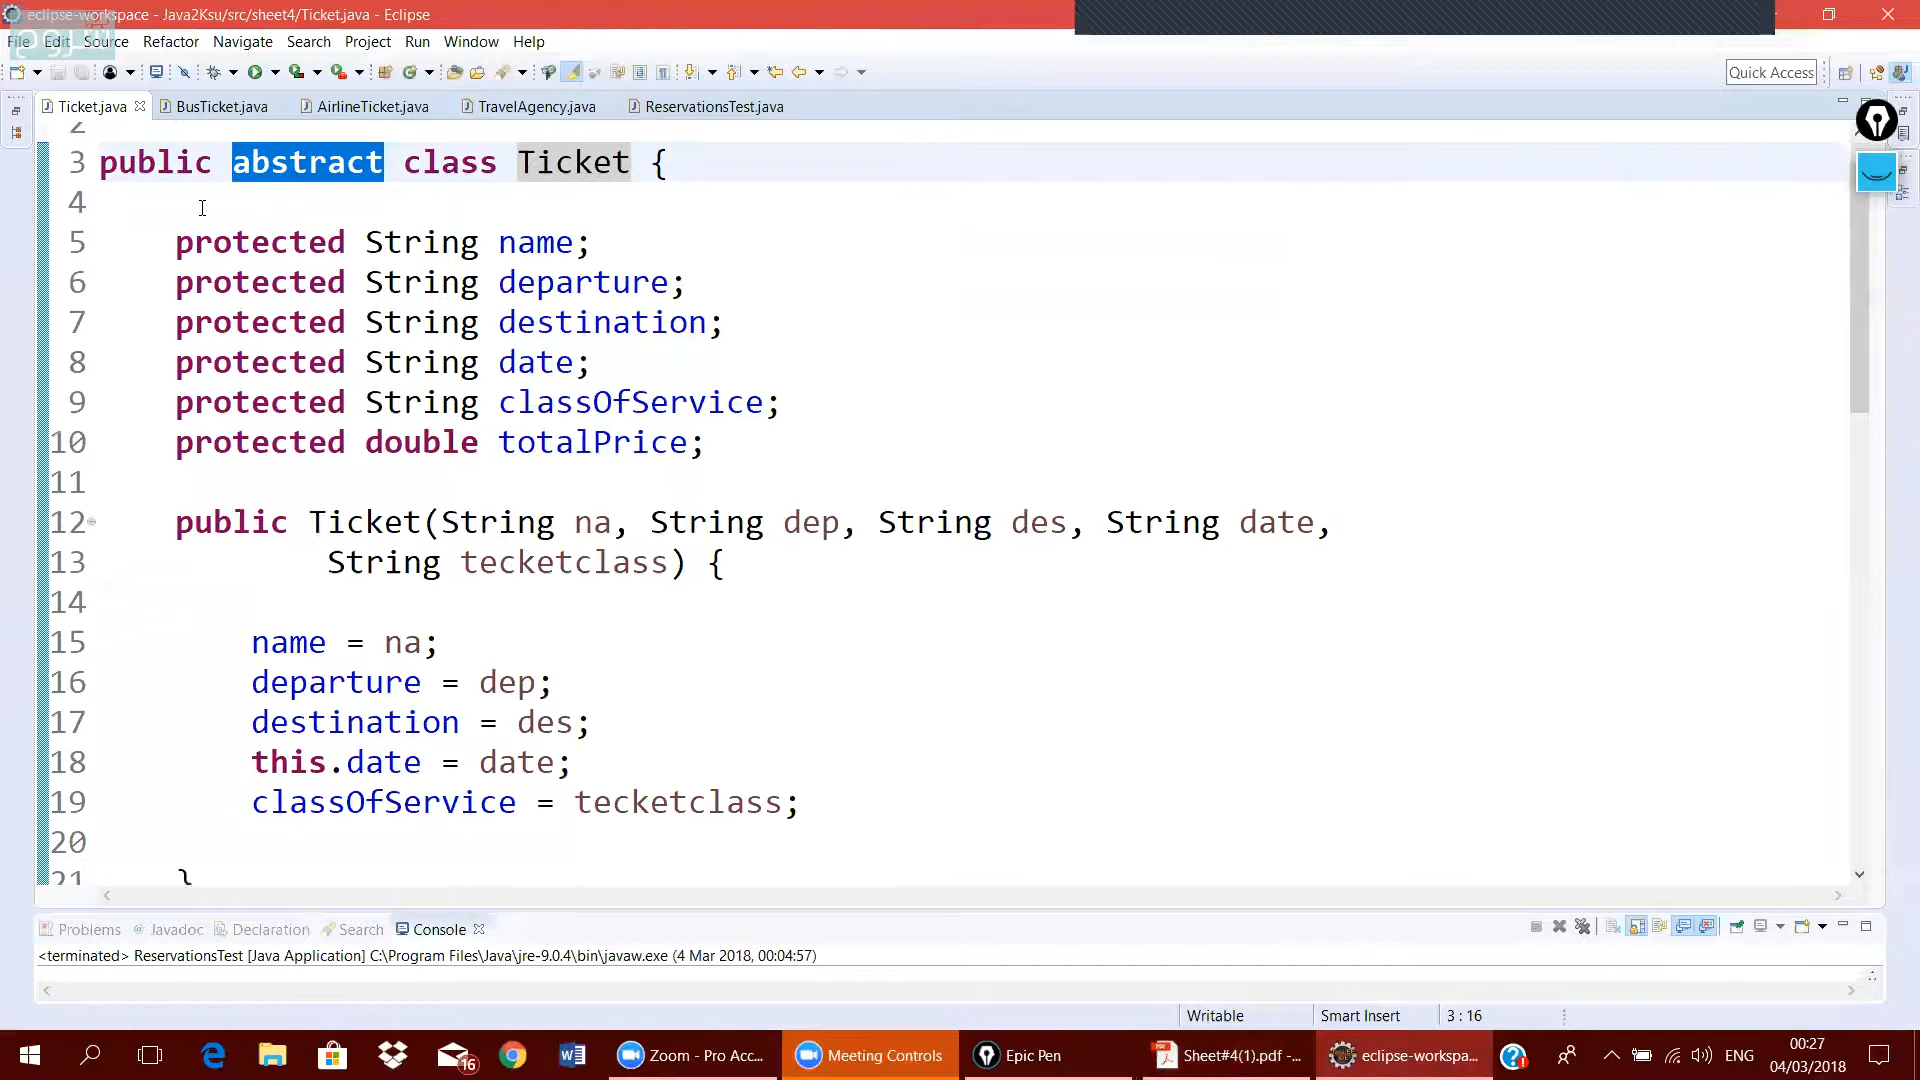 eclipse-workspace - Java2Ksu/src/sheet4/Ticket.java - Eclipse
File Edit Source Refactor Navigate Search Project Run Window Help
Quick Access
Ticket.java BusTicket.java AirlineTicket.java TravelAgency.java ReservationsTest.java
2
3 public abstract class Ticket {
4
5 protected String name;
6 protected String departure;
7 protected String destination;
8 protected String date;
9 protected String classOfService;
10 protected double totalPrice;
11
12 public Ticket(String na, String dep, String des, String date,
13 String tecketclass) {
14
15 name = na;
16 departure = dep;
17 destination = des;
18 this.date = date;
19 classOfService = tecketclass;
20
21 }
Problems @ Javadoc Declaration Search Console
<terminated> ReservationsTest [Java Application] C:\Program Files\Java\jre-9.0.4\bin\javaw.exe (4 Mar 2018, 00:04:57)
Writable Smart Insert 3 : 16
16 Zoom - Pro Acc... Meeting Controls Epic Pen Sheet#4(1).pdf -... eclipse-workspa... ENG 00:27
04/03/2018